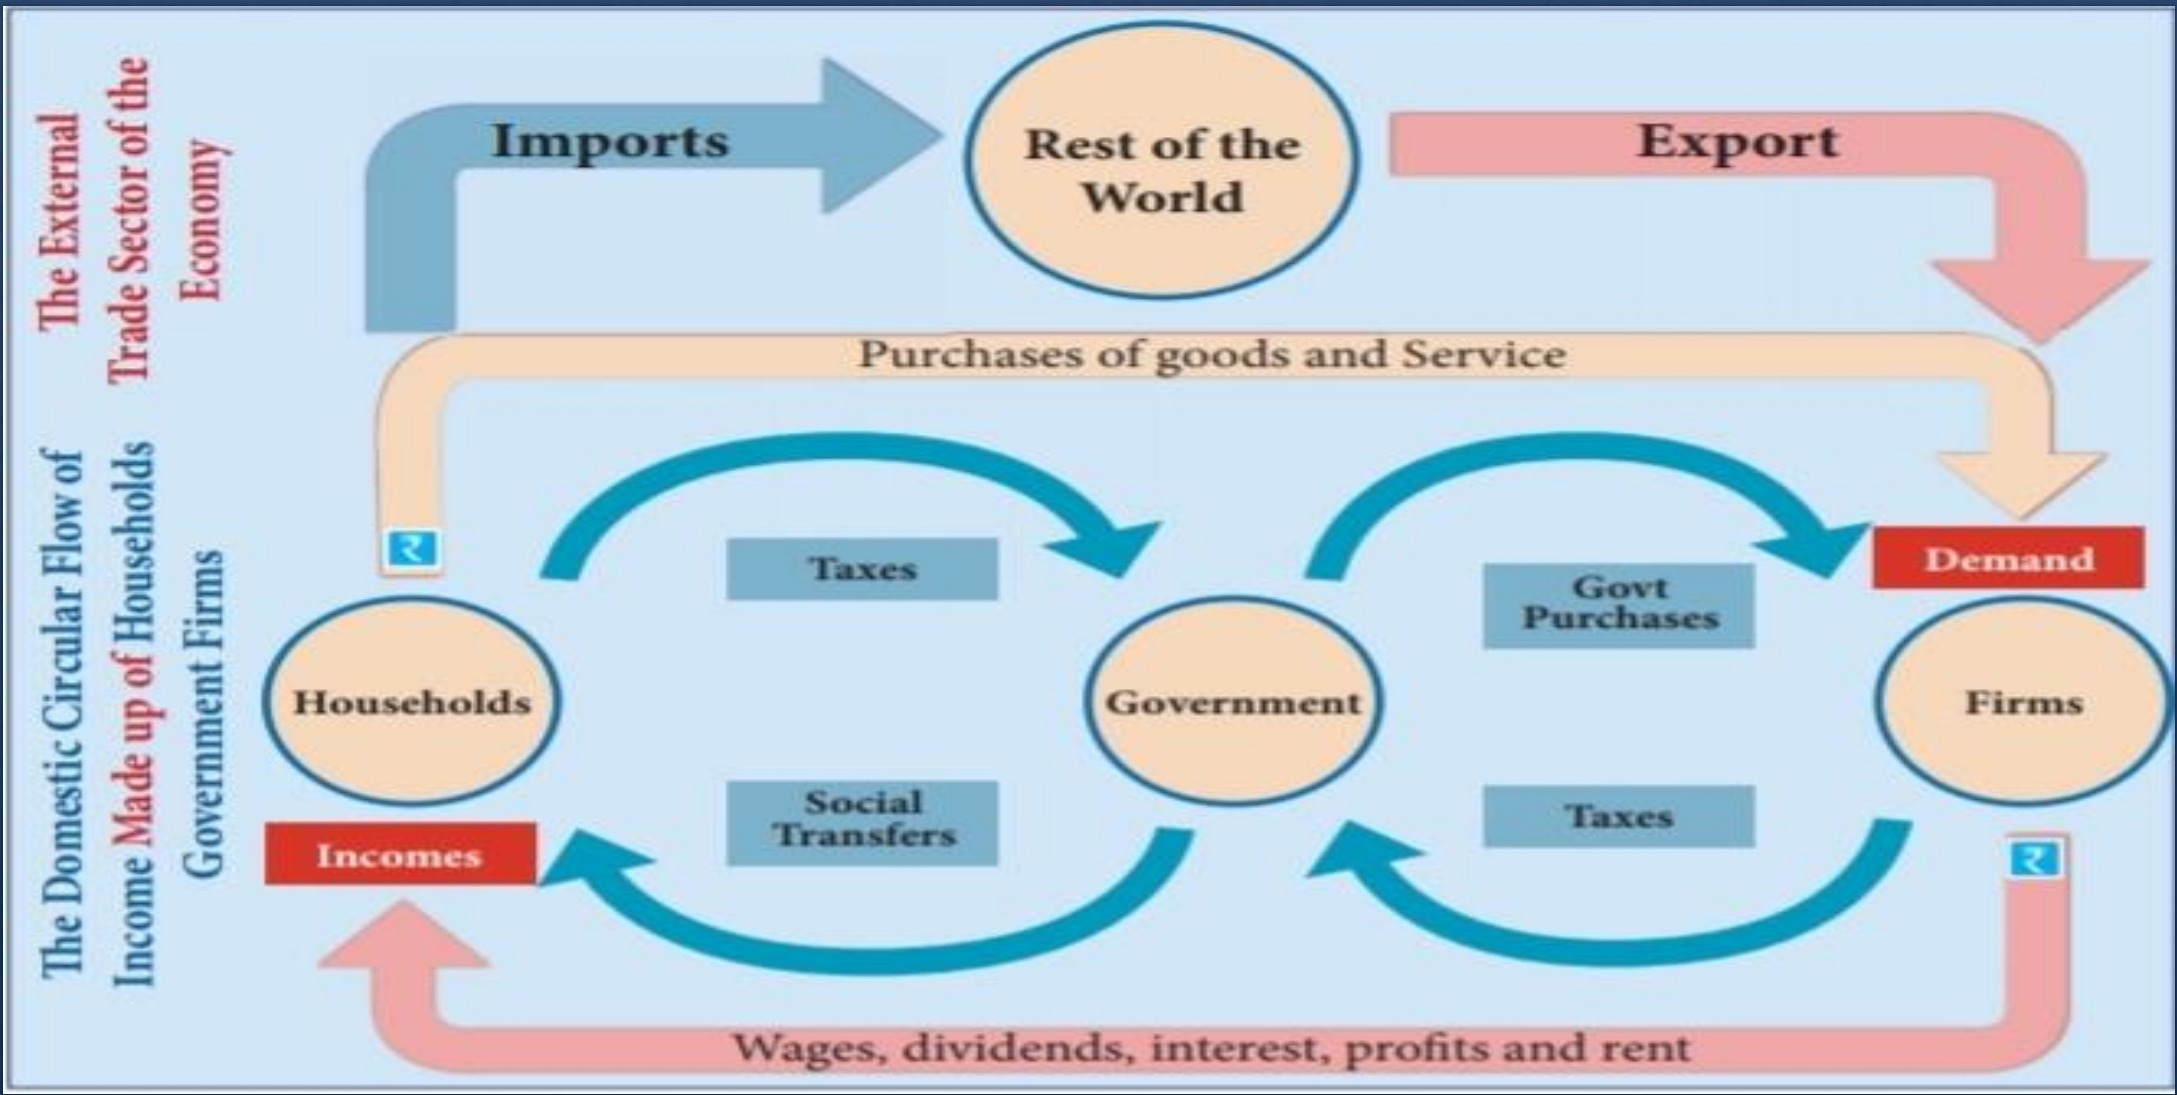 The External
Trade Sector of the
Economy
Imports
Rest of the
World
Export
Purchases of goods and Service
The Domestic Circular Flow of
Income Made up of Households
Government Firms
₹
Taxes
Govt
Purchases
Demand
Households
Government
Firms
Incomes
Social
Transfers
Taxes
₹
Wages, dividends, interest, profits and rent